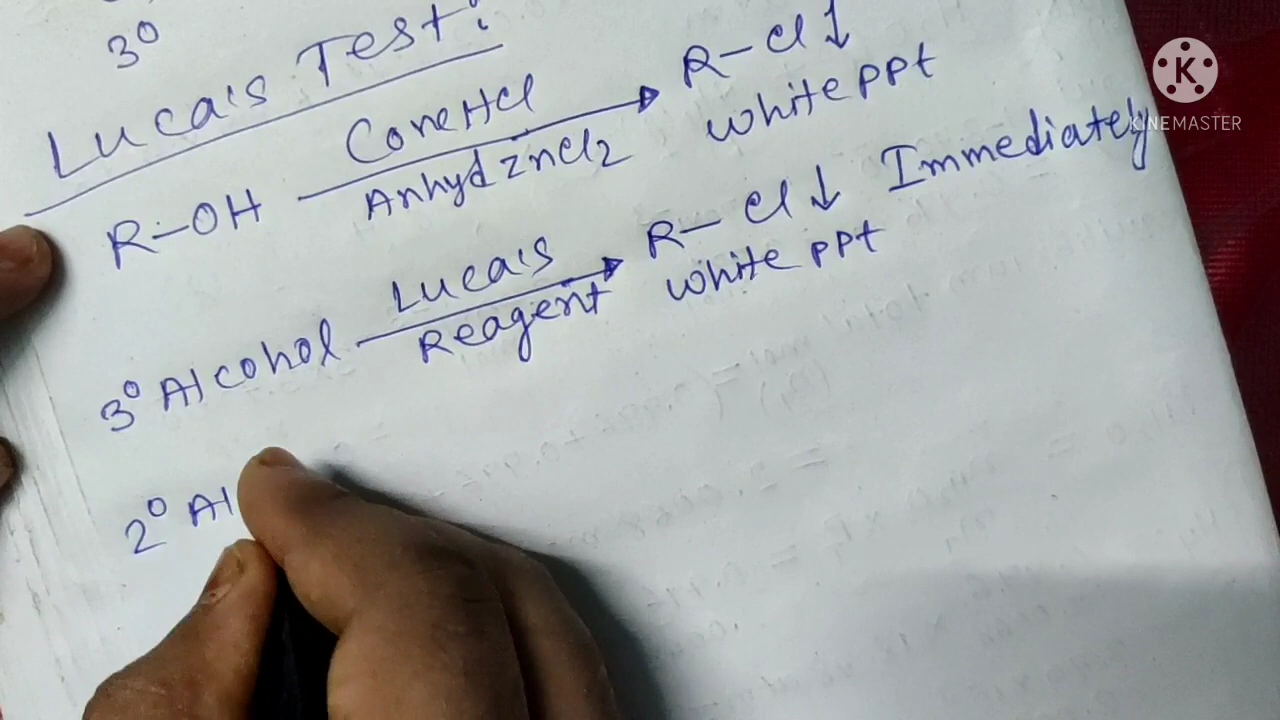 3°
Lucas's Test:
R-OH Conc HCl Anhyd ZnCl2 R-Cl↓
white ppt
3° Alcohol Lucas's Reagent R-Cl↓ Immediately
white ppt
2° Al
K
KINEMASTER